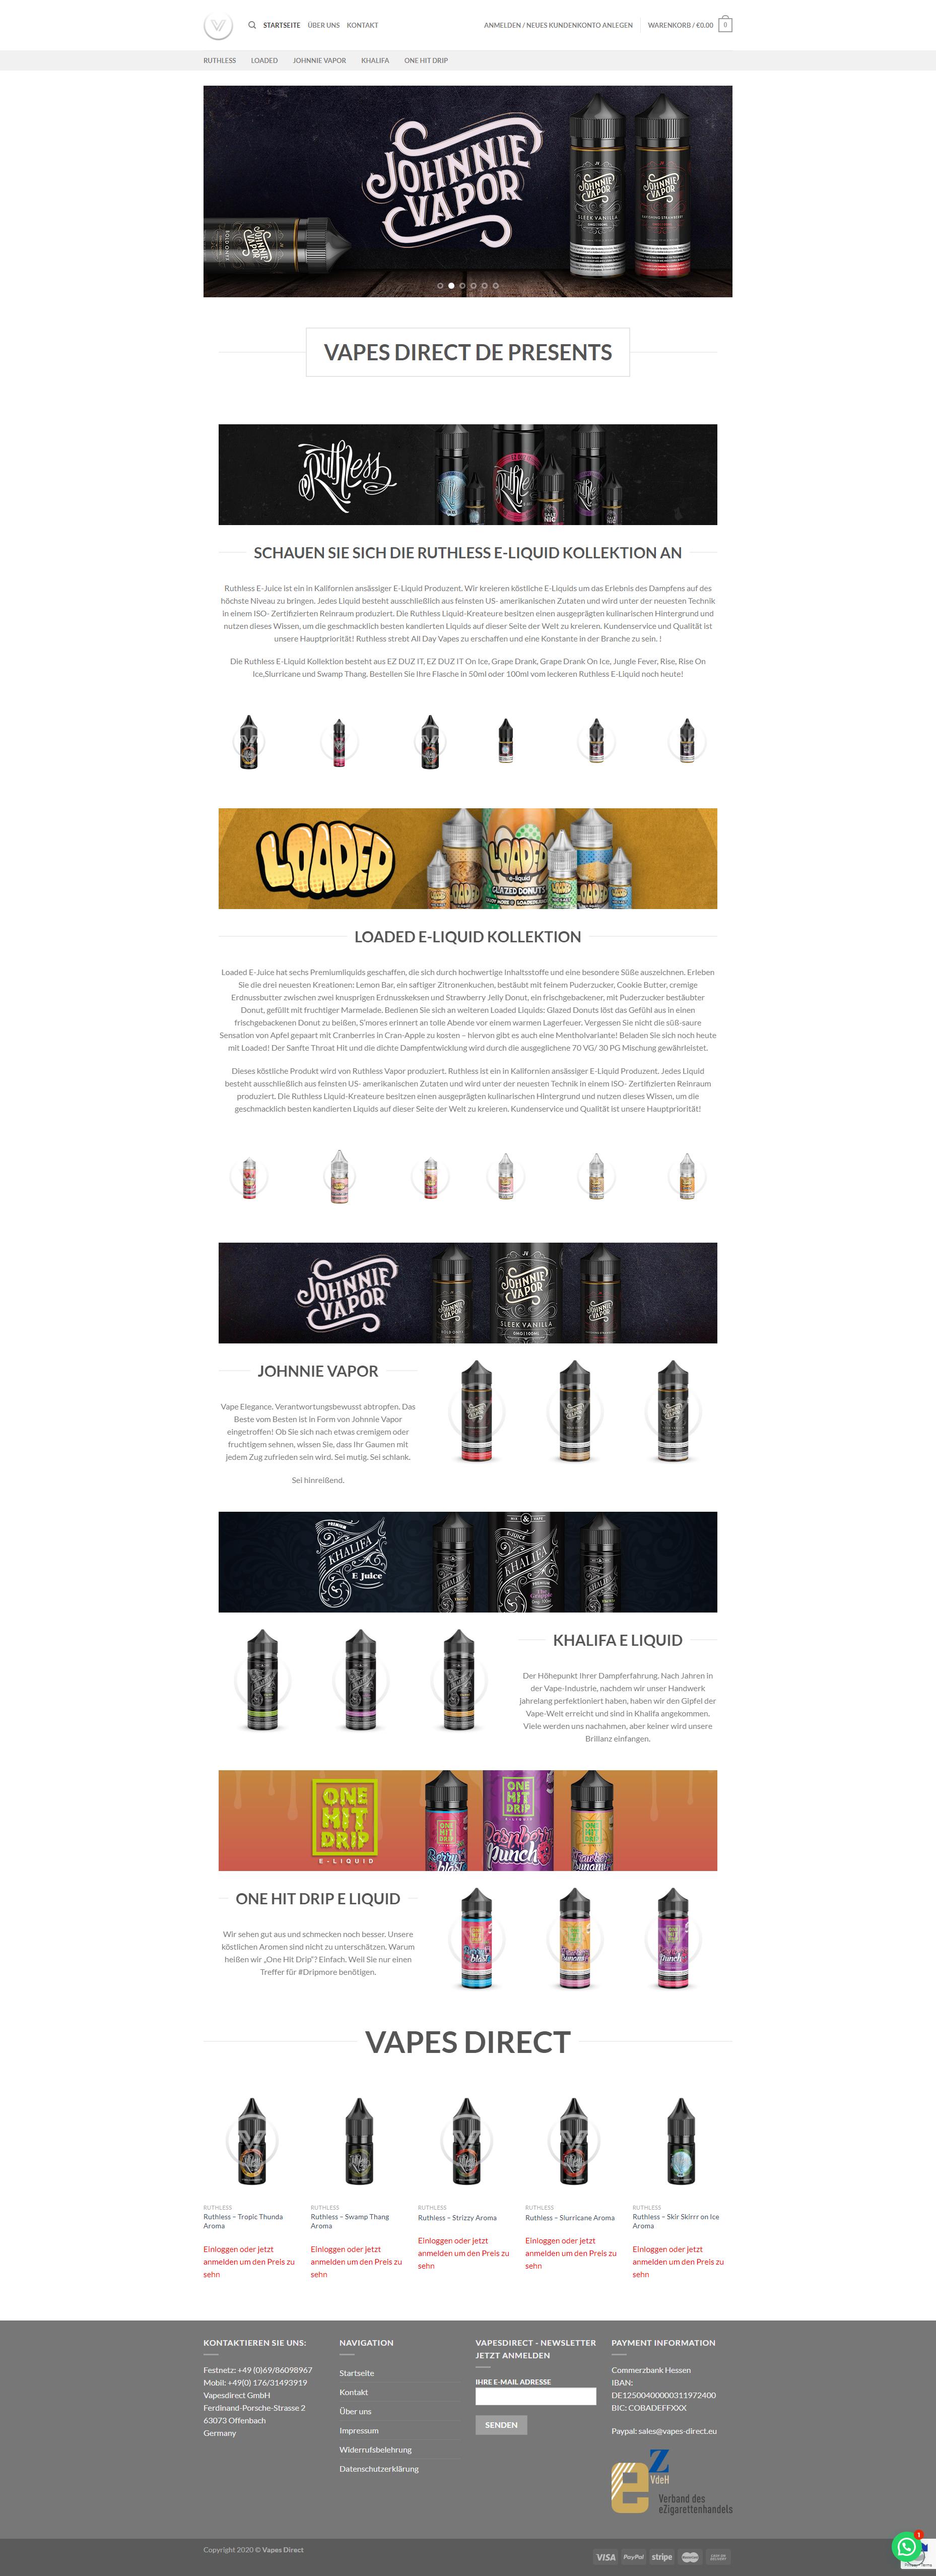 STARTSEITE ÜBER UNS KONTAKT
ANMELDEN / NEUES KUNDENKONTO ANLEGEN WARENKORB / €0.00 0
RUTHLESS LOADED JOHNNIE VAPOR KHALIFA ONE HIT DRIP
JOHNNIE VAPOR
JOHNNIE VAPOR SLEEK VANILLA
JOHNNIE VAPOR
VAPES DIRECT DE PRESENTS
Ruthless
SCHAUEN SIE SICH DIE RUTHLESS E-LIQUID KOLLEKTION AN
Ruthless E-Juice ist ein in Kalifornien ansässiger E-Liquid Produzent. Wir kreieren köstliche E-Liquids um das Erlebnis des Dampfens auf des
höchste Niveau zu bringen. Jedes Liquid besteht ausschließlich aus feinsten US- amerikanischen Zutaten und wird unter der neuesten Technik
in einem ISO- Zertifizierten Reinraum produziert. Die Ruthless Liquid-Kreateure besitzen einen ausgeprägten kulinarischen Hintergrund und
nutzen dieses Wissen, um die geschmacklich besten kandierten Liquids auf dieser Seite der Welt zu kreieren. Kundenservice und Qualität ist
unsere Hauptpriorität! Ruthless strebt All Day Vapes zu erschaffen und eine Konstante in der Branche zu sein. !
Die Ruthless E-Liquid Kollektion besteht aus EZ DUZ IT, EZ DUZ IT On Ice, Grape Drank, Grape Drank On Ice, Jungle Fever, Rise, Rise On
Ice,Slurricane und Swamp Thang. Bestellen Sie Ihre Flasche in 50ml oder 100ml vom leckeren Ruthless E-Liquid noch heute!
LOADED
LOADED e-liquid GLAZED DONUTS
LOADED E-LIQUID KOLLEKTION
Loaded E-Juice hat sechs Premiumliquids geschaffen, die sich durch hochwertige Inhaltsstoffe und eine besondere Süße auszeichnen. Erleben
Sie die drei neuesten Kreationen: Lemon Bar, ein saftiger Zitronenkuchen, bestäubt mit feinem Puderzucker, Cookie Butter, cremige
Erdnussbutter zwischen zwei knusprigen Erdnusskeksen und Strawberry Jelly Donut, ein frischgebackener, mit Puderzucker bestäubter
Donut, gefüllt mit fruchtiger Marmelade. Bedienen Sie sich an weiteren Loaded Liquids: Glazed Donuts löst das Gefühl aus in einen
frischgebackenen Donut zu beißen, S'mores erinnert an tolle Abende vor einem warmen Lagerfeuer. Vergessen Sie nicht die süß-saure
Sensation von Apfel gepaart mit Cranberries in Cran-Apple zu kosten – hiervon gibt es auch eine Mentholvariante! Beladen Sie sich noch heute
mit Loaded! Der Sanfte Throat Hit und die dichte Dampfentwicklung wird durch die ausgeglichene 70 VG/ 30 PG Mischung gewährleistet.
Dieses köstliche Produkt wird von Ruthless Vapor produziert. Ruthless ist ein in Kalifornien ansässiger E-Liquid Produzent. Jedes Liquid
besteht ausschließlich aus feinsten US- amerikanischen Zutaten und wird unter der neuesten Technik in einem ISO- Zertifizierten Reinraum
produziert. Die Ruthless Liquid-Kreateure besitzen einen ausgeprägten kulinarischen Hintergrund und nutzen dieses Wissen, um die
geschmacklich besten kandierten Liquids auf dieser Seite der Welt zu kreieren. Kundenservice und Qualität ist unsere Hauptpriorität!
JOHNNIE VAPOR
JV JOHNNIE VAPOR SLEEK VANILLA
JOHNNIE VAPOR
Vape Elegance. Verantwortungsbewusst abtropfen. Das
Beste vom Besten ist in Form von Johnnie Vapor
eingetroffen! Ob Sie sich nach etwas cremigem oder
fruchtigem sehnen, wissen Sie, dass Ihr Gaumen mit
jedem Zug zufrieden sein wird. Sei mutig. Sei schlank.
Sei hinreißend.
PREMIUM KHALIFA E Juice
KHALIFA PREMIUM
KHALIFA E LIQUID
Der Höhepunkt Ihrer Dampferfahrung. Nach Jahren in
der Vape-Industrie, nachdem wir unser Handwerk
jahrelang perfektioniert haben, haben wir den Gipfel der
Vape-Welt erreicht und sind in Khalifa angekommen.
Viele werden uns nachahmen, aber keiner wird unsere
Brillanz einfangen.
ONE HIT DRIP E-LIQUID
ONE HIT DRIP
ONE HIT DRIP E LIQUID
Wir sehen gut aus und schmecken noch besser. Unsere
köstlichen Aromen sind nicht zu unterschätzen. Warum
heißen wir „One Hit Drip“? Einfach. Weil Sie nur einen
Treffer für #Dripmore benötigen.
VAPES DIRECT
RUTHLESS RUTHLESS RUTHLESS RUTHLESS RUTHLESS
Ruthless – Tropic Thunda Aroma
Ruthless – Swamp Thang Aroma
Ruthless – Strizzy Aroma
Ruthless – Slurricane Aroma
Ruthless – Skir Skirrr on Ice Aroma
Einloggen oder jetzt anmelden um den Preis zu sehn
Einloggen oder jetzt anmelden um den Preis zu sehn
Einloggen oder jetzt anmelden um den Preis zu sehn
Einloggen oder jetzt anmelden um den Preis zu sehn
Einloggen oder jetzt anmelden um den Preis zu sehn
KONTAKTIEREN SIE UNS:
Festnetz: +49 (0)69/86098967
Mobil: +49(0) 176/31493919
Vapesdirect GmbH
Ferdinand-Porsche-Strasse 2
63073 Offenbach
Germany
NAVIGATION
Startseite
Kontakt
Über uns
Impressum
Widerrufsbelehrung
Datenschutzerklärung
VAPESDIRECT - NEWSLETTER
JETZT ANMELDEN
IHRE E-MAIL ADRESSE
SENDEN
PAYMENT INFORMATION
Commerzbank Hessen
IBAN:
DE12500400000311972400
BIC: COBADEFFXXX
Paypal: sales@vapes-direct.eu
VdeH
Verband des
eZigarettenhandels
Copyright 2020 © Vapes Direct
VISA PayPal stripe MasterCard CASH ON DELIVERY
1